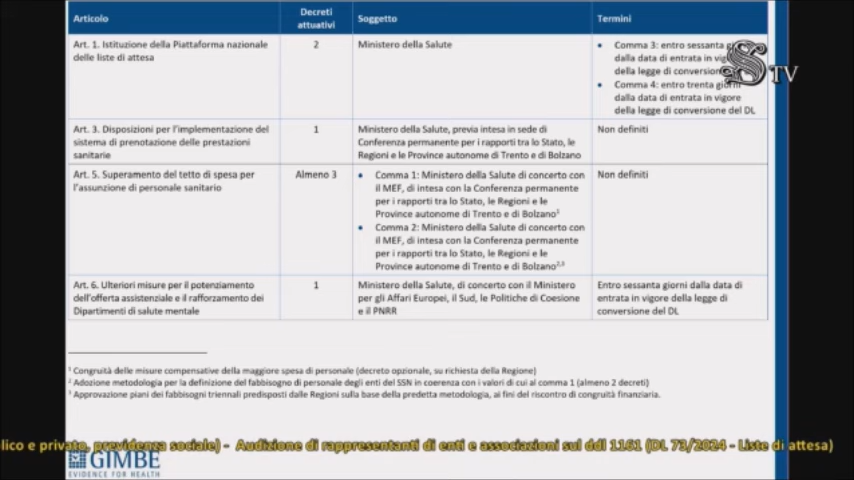 Articolo
Decreti
attuativi
Soggetto
Termini
Art. 1. Istituzione della Piattaforma nazionale
delle liste di attesa
2
Ministero della Salute
• Comma 3: entro sessanta
dalla data di entrata in
della legge di conversione
• Comma 4: entro trenta giorni
dalla data di entrata in vigore
della legge di conversione del DL
S TV
Art. 3. Disposizioni per l'implementazione del
sistema di prenotazione delle prestazioni
sanitarie
1
Ministero della Salute, previa intesa in sede di
Conferenza permanente per i rapporti tra lo Stato, le
Regioni e le Province autonome di Trento e di Bolzano
Non definiti
Art. 5. Superamento del tetto di spesa per
l'assunzione di personale sanitario
Almeno 3
• Comma 1: Ministero della Salute di concerto con
il MEF, di intesa con la Conferenza permanente
per i rapporti tra lo Stato, le Regioni e le
Province autonome di Trento e di Bolzano¹
• Comma 2: Ministero della Salute di concerto con
il MEF, di intesa con la Conferenza permanente
per i rapporti tra lo Stato, le Regioni e le
Province autonome di Trento e di Bolzano²,³
Non definiti
Art. 6. Ulteriori misure per il potenziamento
dell'offerta assistenziale e il rafforzamento dei
Dipartimenti di salute mentale
1
Ministero della Salute, di concerto con il Ministero
per gli Affari Europei, il Sud, le Politiche di Coesione
e il PNRR
Entro sessanta giorni dalla data di
entrata in vigore della legge di
conversione del DL
¹ Congruità delle misure compensative della maggiore spesa di personale (decreto opzionale, su richiesta della Regione)
² Adozione metodologia per la definizione del fabbisogno di personale degli enti del SSN in coerenza con i valori di cui al comma 1 (almeno 2 decreti)
³ Approvazione piani dei fabbisogni triennali predisposti dalle Regioni sulla base della predetta metodologia, ai fini del riscontro di congruità finanziaria.
lico e privato, previdenza sociale) - Audizione di rappresentanti di enti e associazioni sul ddl 1161 (DL 73/2024 - Liste di attesa)
GIMBE
EVIDENCE FOR HEALTH